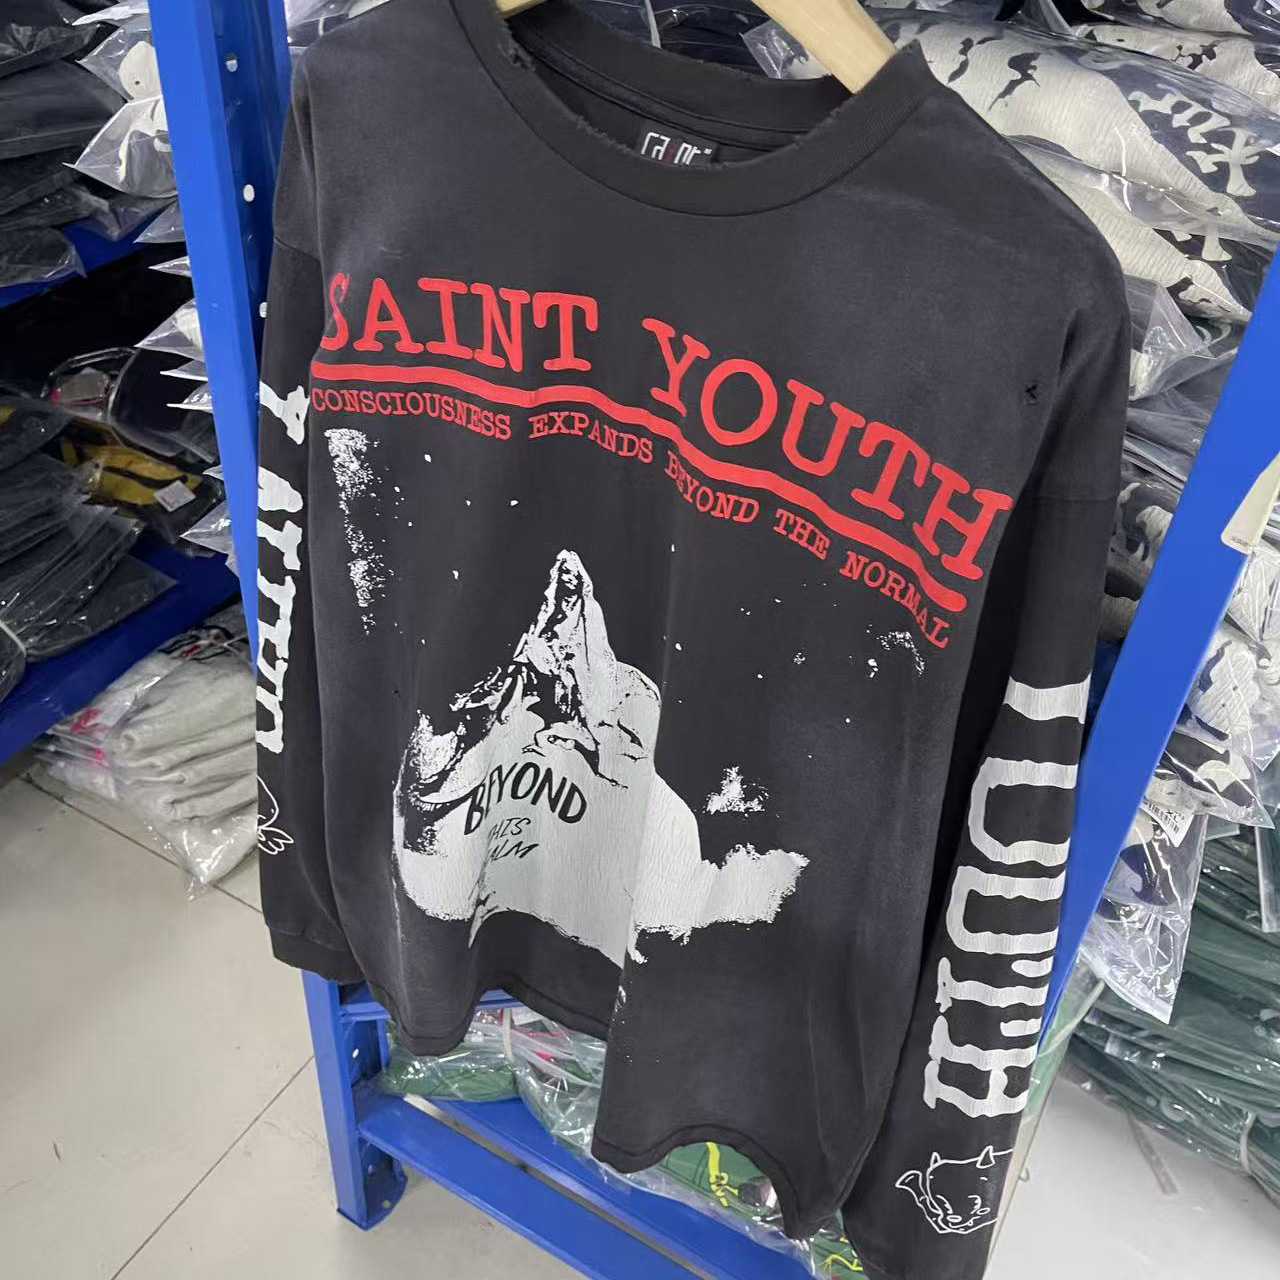 SAINT YOUTH
CONSCIOUSNESS EXPANDS BEYOND THE NORMAL
BEYOND
YOUTH